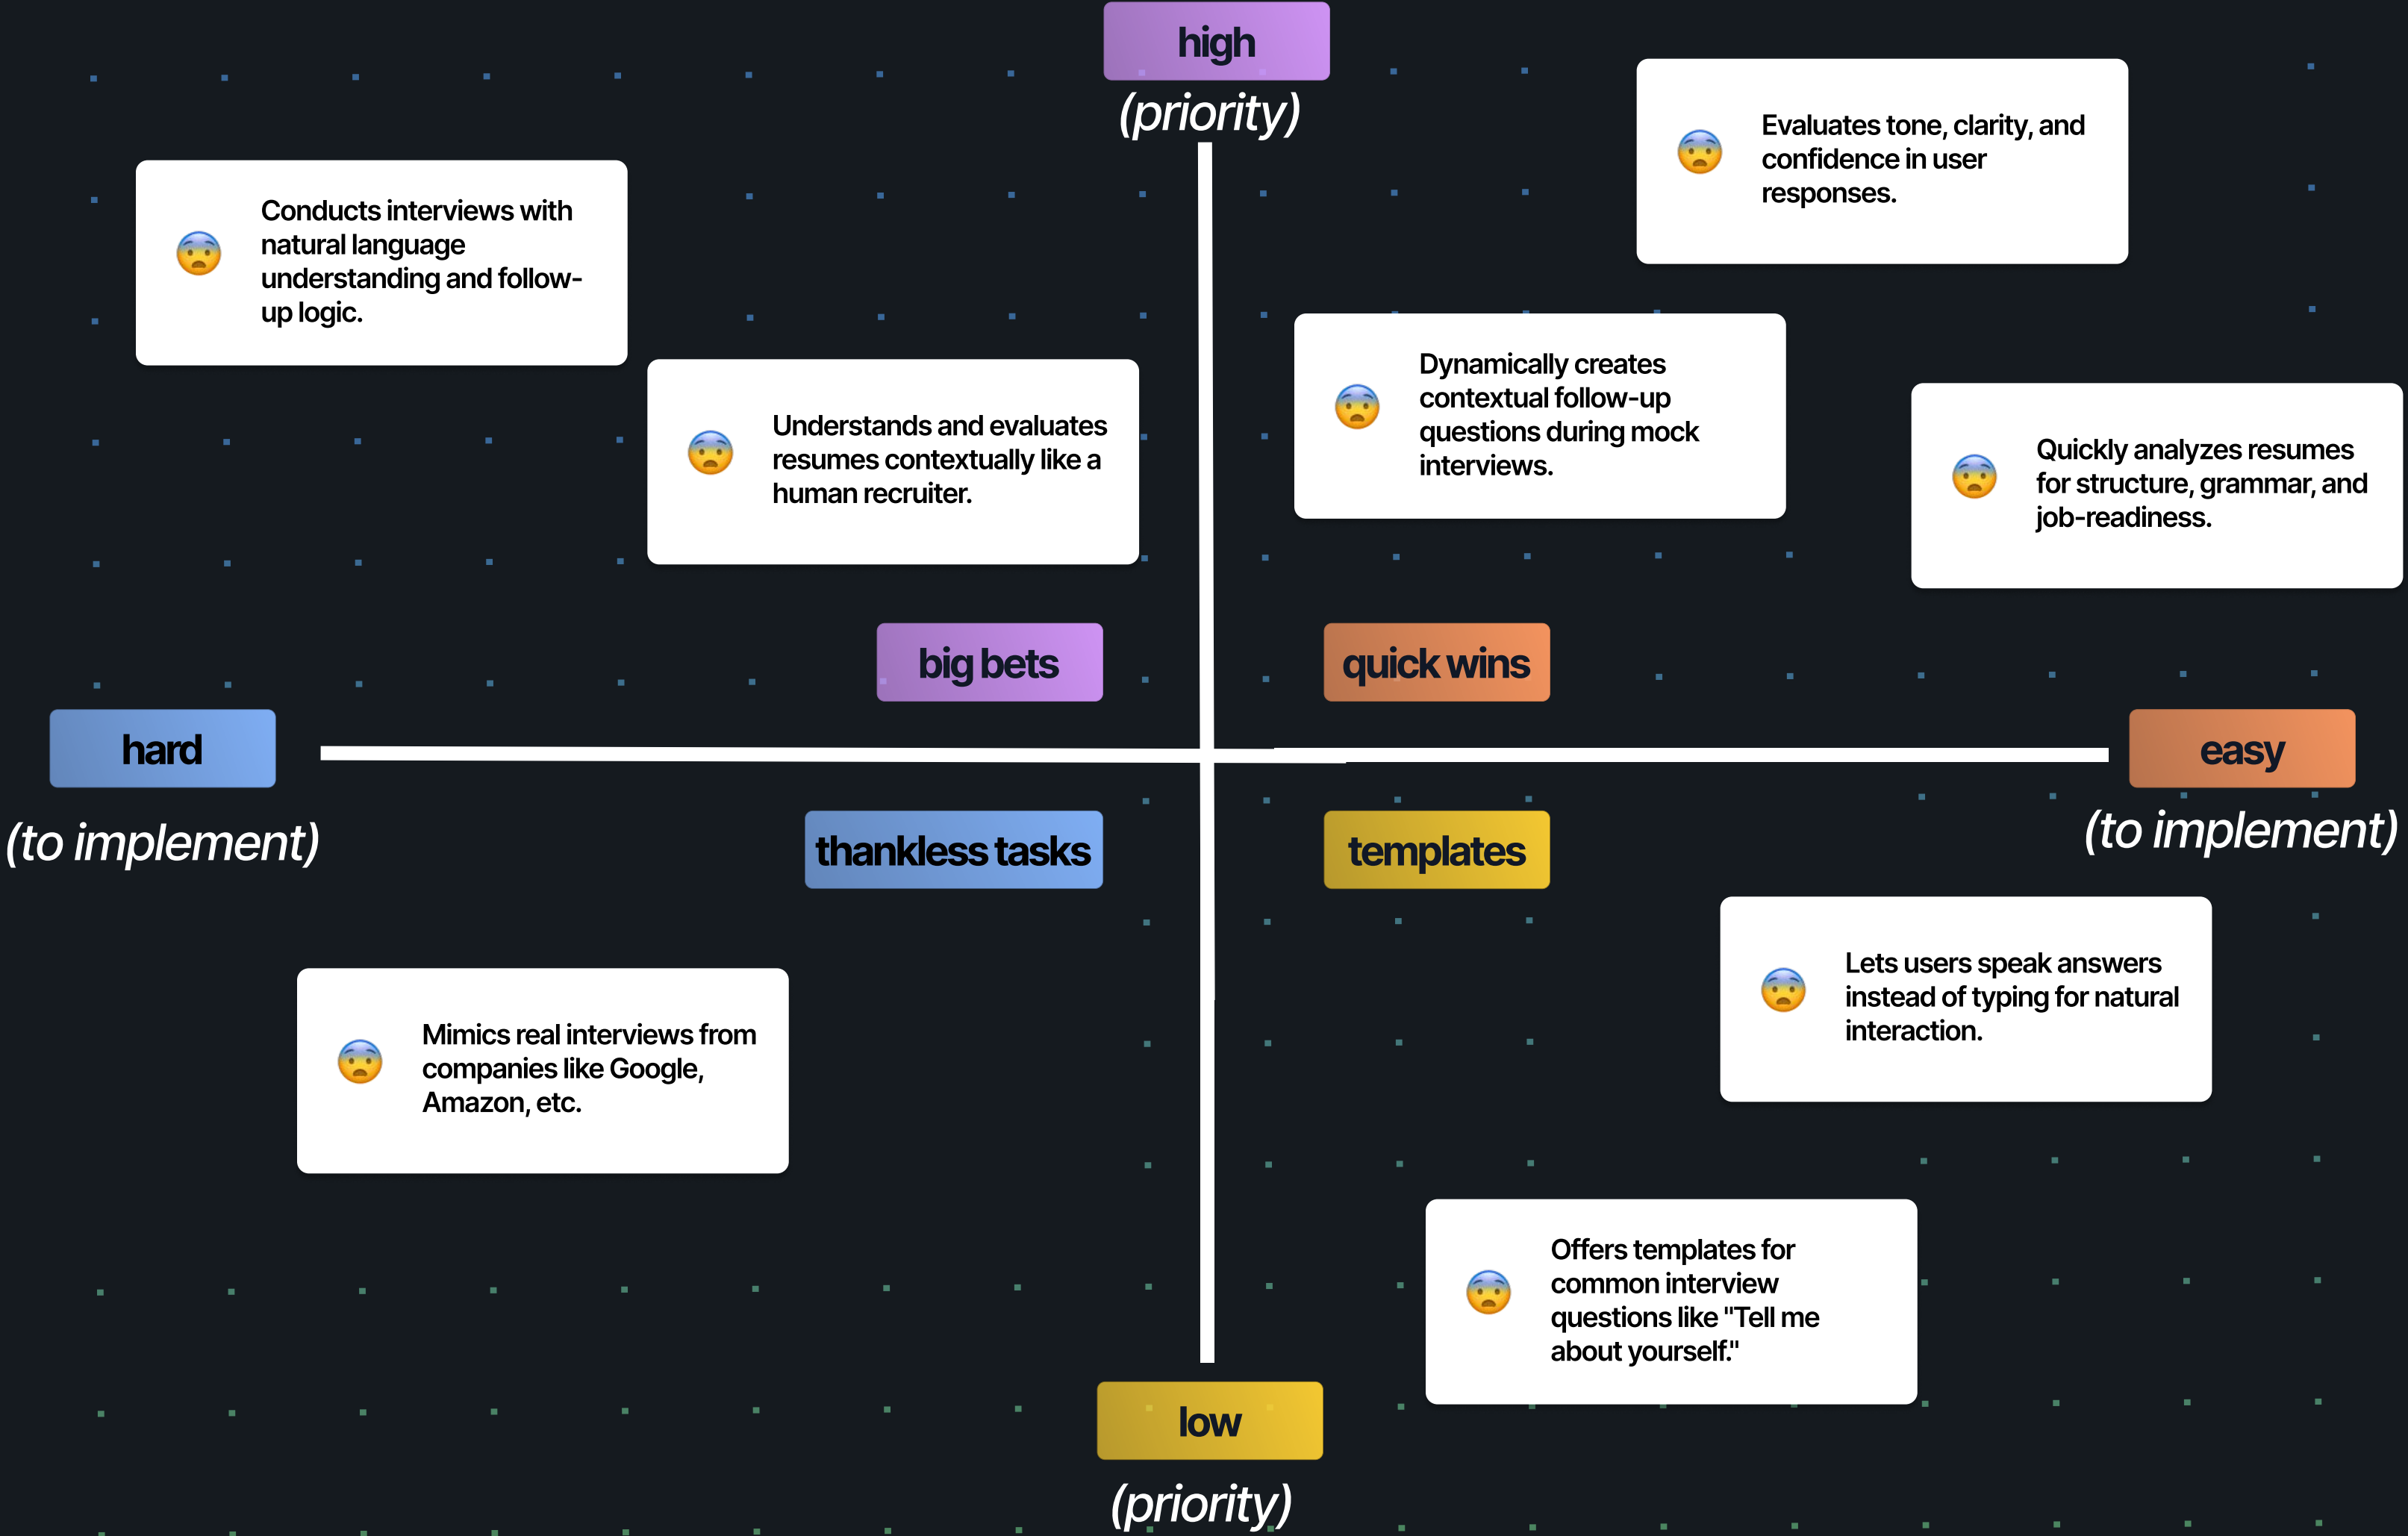 high
(priority)
Evaluates tone, clarity, and
confidence in user
responses.
Conducts interviews with
natural language
understanding and follow-
up logic.
Dynamically creates
contextual follow-up
questions during mock
interviews.
Understands and evaluates
resumes contextually like a
human recruiter.
Quickly analyzes resumes
for structure, grammar, and
job-readiness.
big bets
quick wins
hard
(to implement)
easy
(to implement)
thankless tasks
templates
Lets users speak answers
instead of typing for natural
interaction.
Mimics real interviews from
companies like Google,
Amazon, etc.
Offers templates for
common interview
questions like "Tell me
about yourself."
low
(priority)